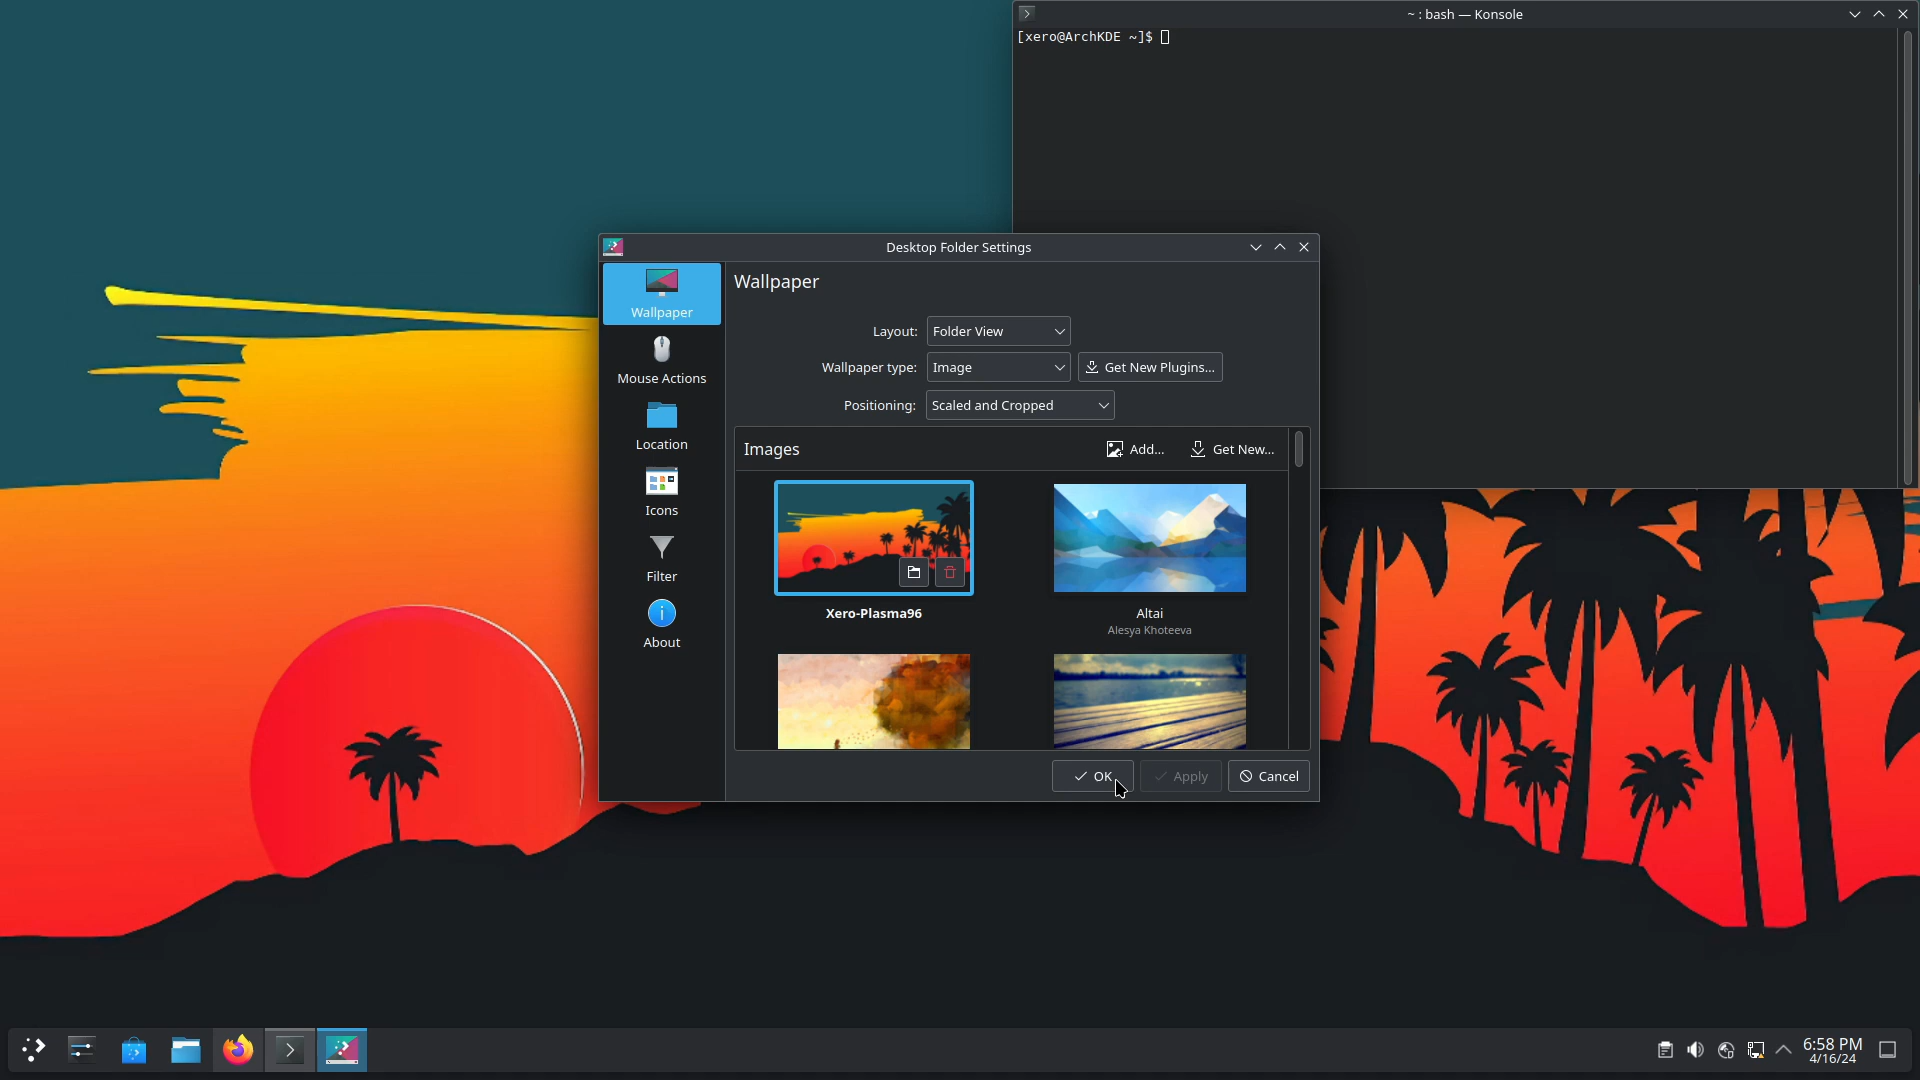 ~ : bash — Konsole
[xero@ArchKDE ~]$
Desktop Folder Settings
Wallpaper
Mouse Actions
Location
Icons
Filter
About
Wallpaper
Layout: Folder View
Wallpaper type: Image Get New Plugins...
Positioning: Scaled and Cropped
Images Add... Get New...
Xero-Plasma96
Altai
Alesya Khoteeva
OK Apply Cancel
6:58 PM
4/16/24